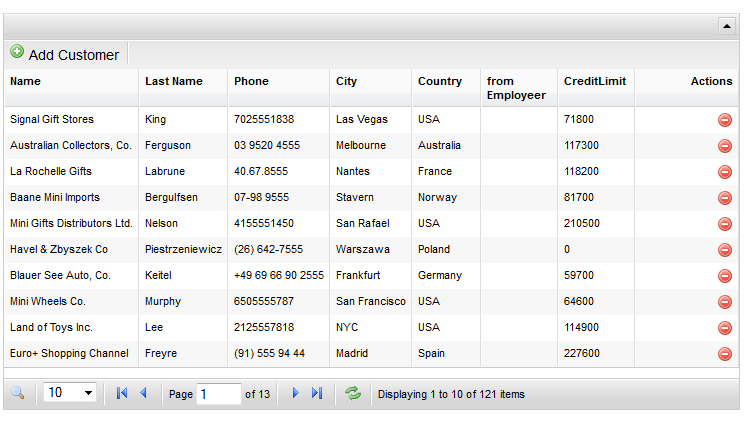 Add Customer
Name Last Name Phone City Country from Employeer CreditLimit Actions
Signal Gift Stores King 7025551838 Las Vegas USA 71800
Australian Collectors, Co. Ferguson 03 9520 4555 Melbourne Australia 117300
La Rochelle Gifts Labrune 40.67.8555 Nantes France 118200
Baane Mini Imports Bergulfsen 07-98 9555 Stavern Norway 81700
Mini Gifts Distributors Ltd. Nelson 4155551450 San Rafael USA 210500
Havel & Zbyszek Co Piestrzeniewicz (26) 642-7555 Warszawa Poland 0
Blauer See Auto, Co. Keitel +49 69 66 90 2555 Frankfurt Germany 59700
Mini Wheels Co. Murphy 6505555787 San Francisco USA 64600
Land of Toys Inc. Lee 2125557818 NYC USA 114900
Euro+ Shopping Channel Freyre (91) 555 94 44 Madrid Spain 227600
10 Page 1 of 13 Displaying 1 to 10 of 121 items